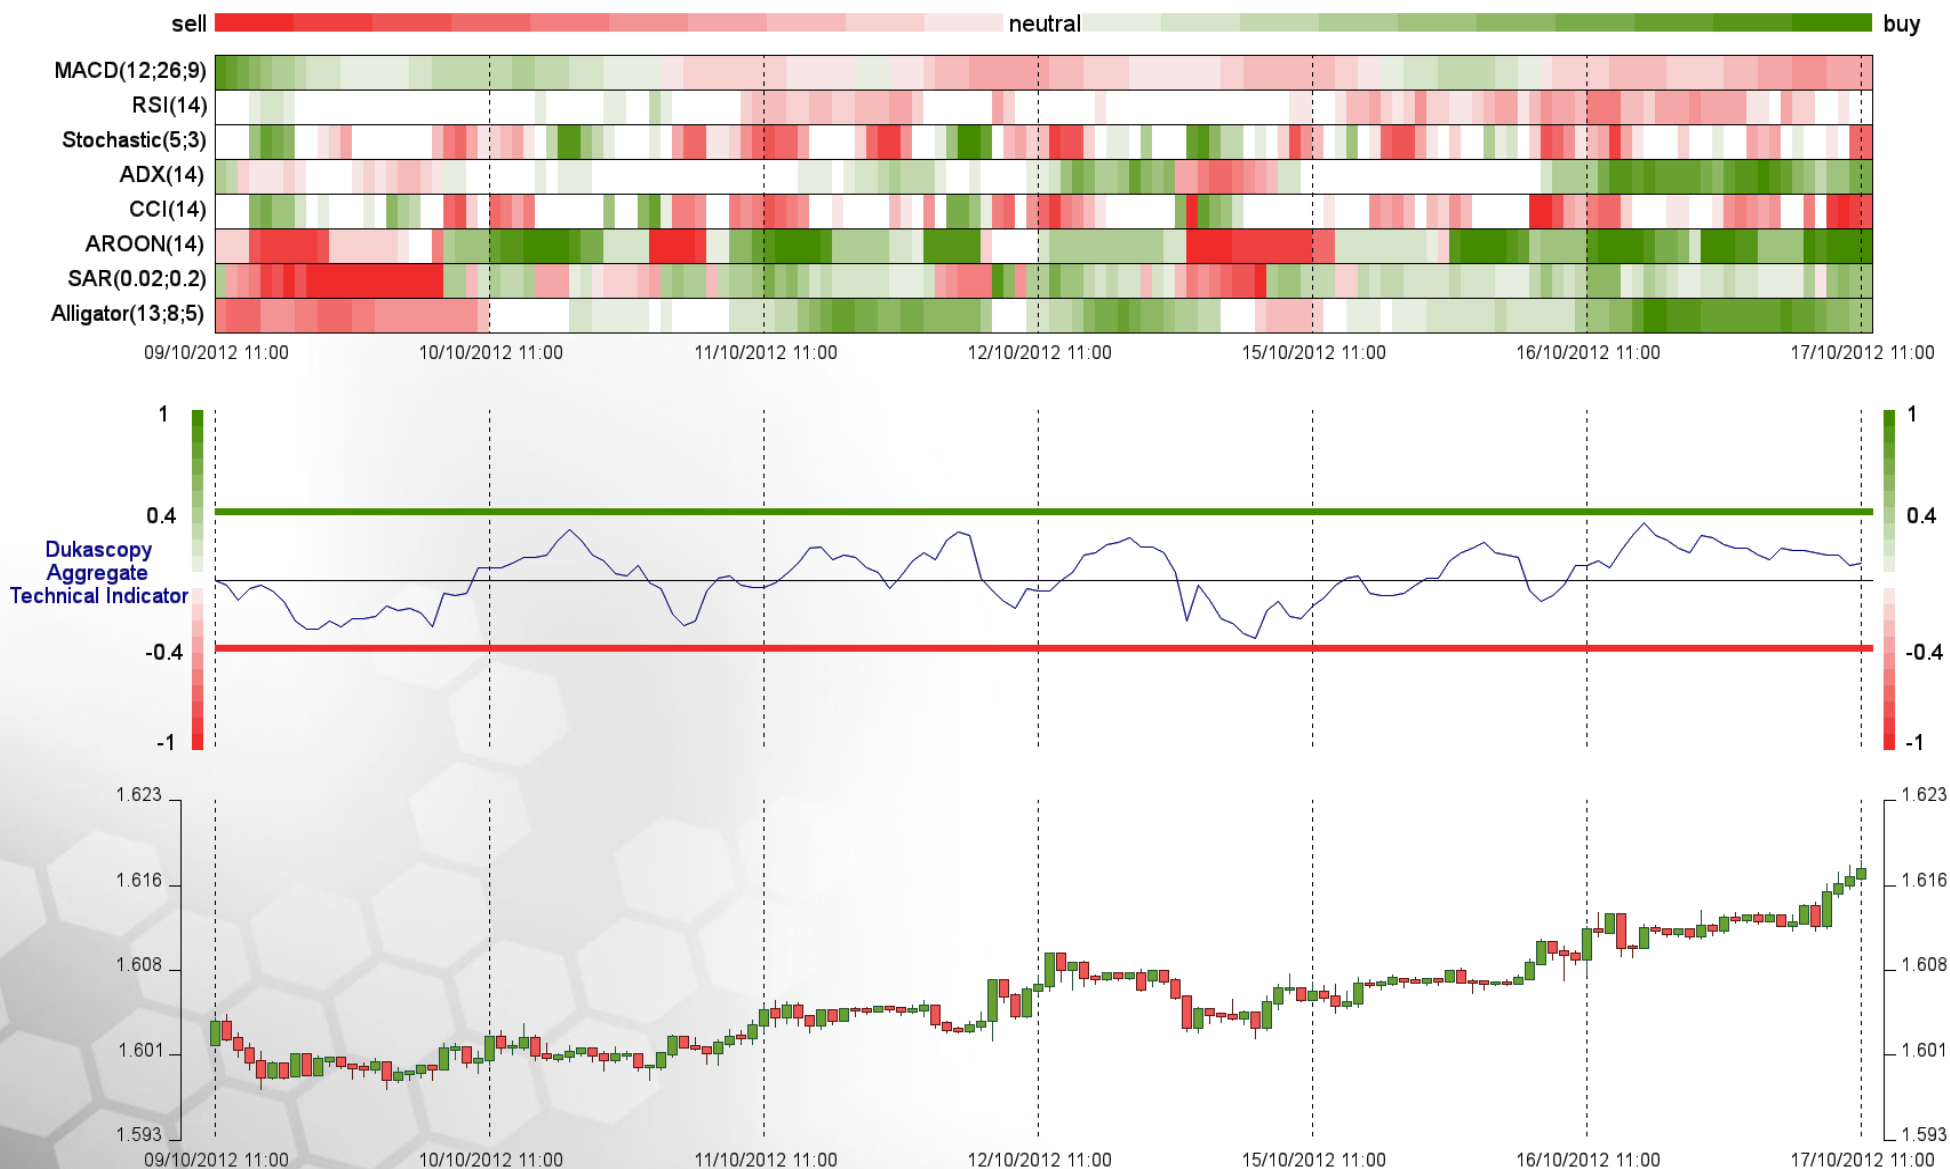 sell neutral buy
MACD(12;26;9)
RSI(14)
Stochastic(5;3)
ADX(14)
CCI(14)
AROON(14)
SAR(0.02;0.2)
Alligator(13;8;5)
09/10/2012 11:00 10/10/2012 11:00 11/10/2012 11:00 12/10/2012 11:00 15/10/2012 11:00 16/10/2012 11:00 17/10/2012 11:00
1 1
0.4 0.4
Dukascopy
Aggregate
Technical Indicator
-0.4 -0.4
-1 -1
1.623 1.623
1.616 1.616
1.608 1.608
1.601 1.601
1.593 1.593
09/10/2012 11:00 10/10/2012 11:00 11/10/2012 11:00 12/10/2012 11:00 15/10/2012 11:00 16/10/2012 11:00 17/10/2012 11:00